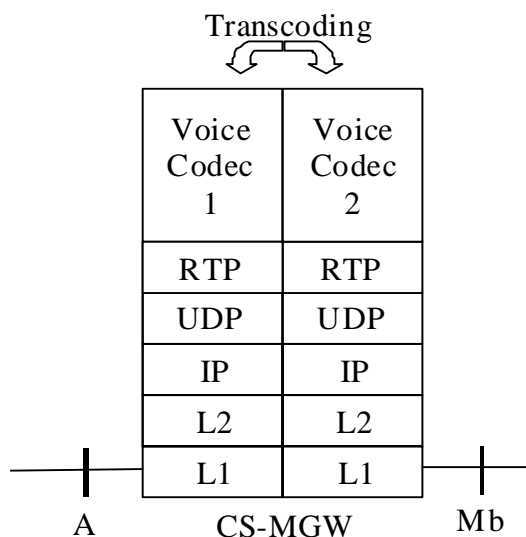 Transcoding
Voice Codec 1
Voice Codec 2
RTP RTP
UDP UDP
IP IP
L2 L2
L1 L1
A CS-MGW Mb